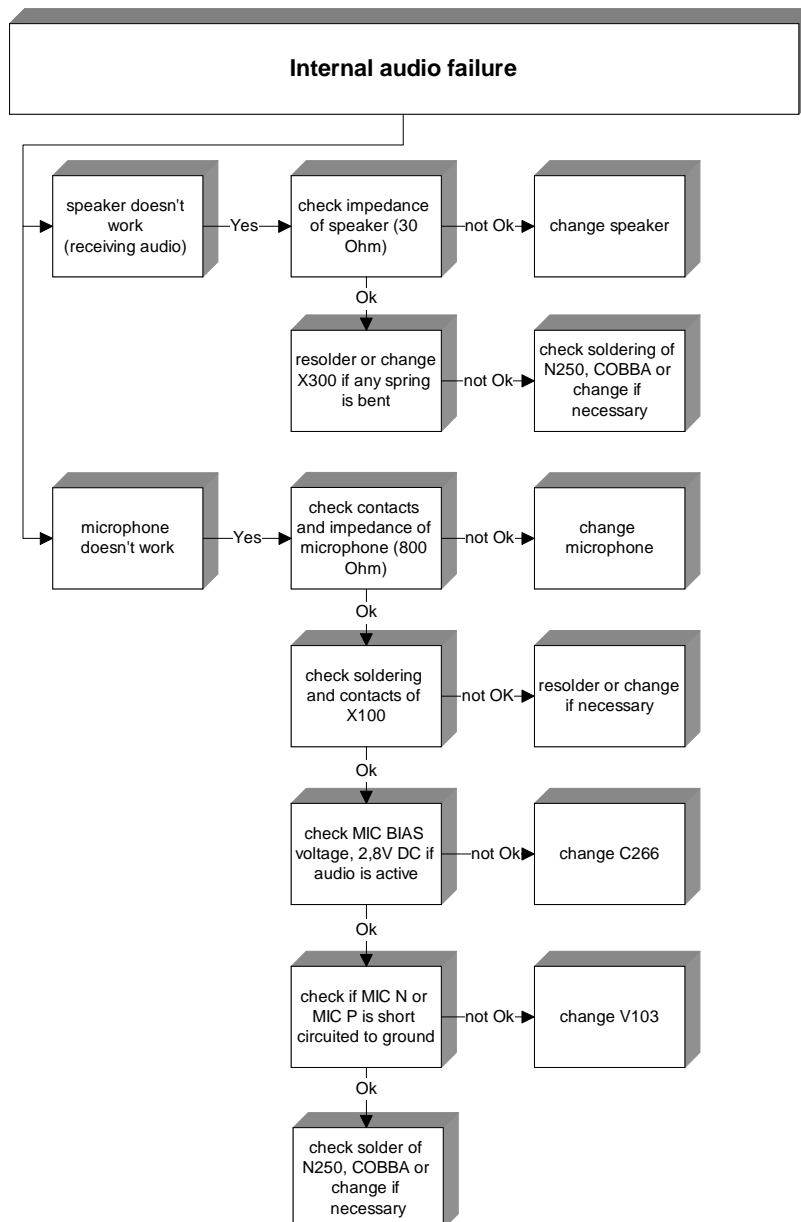 Internal audio failure
speaker doesn't
work
(receiving audio)
Yes
check impedance
of speaker (30
Ohm)
not Ok
change speaker
Ok
resolder or change
X300 if any spring
is bent
not Ok
check soldering of
N250, COBBA or
change if
necessary
microphone
doesn't work
Yes
check contacts
and impedance of
microphone (800
Ohm)
not Ok
change
microphone
Ok
check soldering
and contacts of
X100
not OK
resolder or change
if necessary
Ok
check MIC BIAS
voltage, 2,8V DC if
audio is active
not Ok
change C266
Ok
check if MIC N or
MIC P is short
circuited to ground
not Ok
change V103
Ok
check solder of
N250, COBBA or
change if
necessary